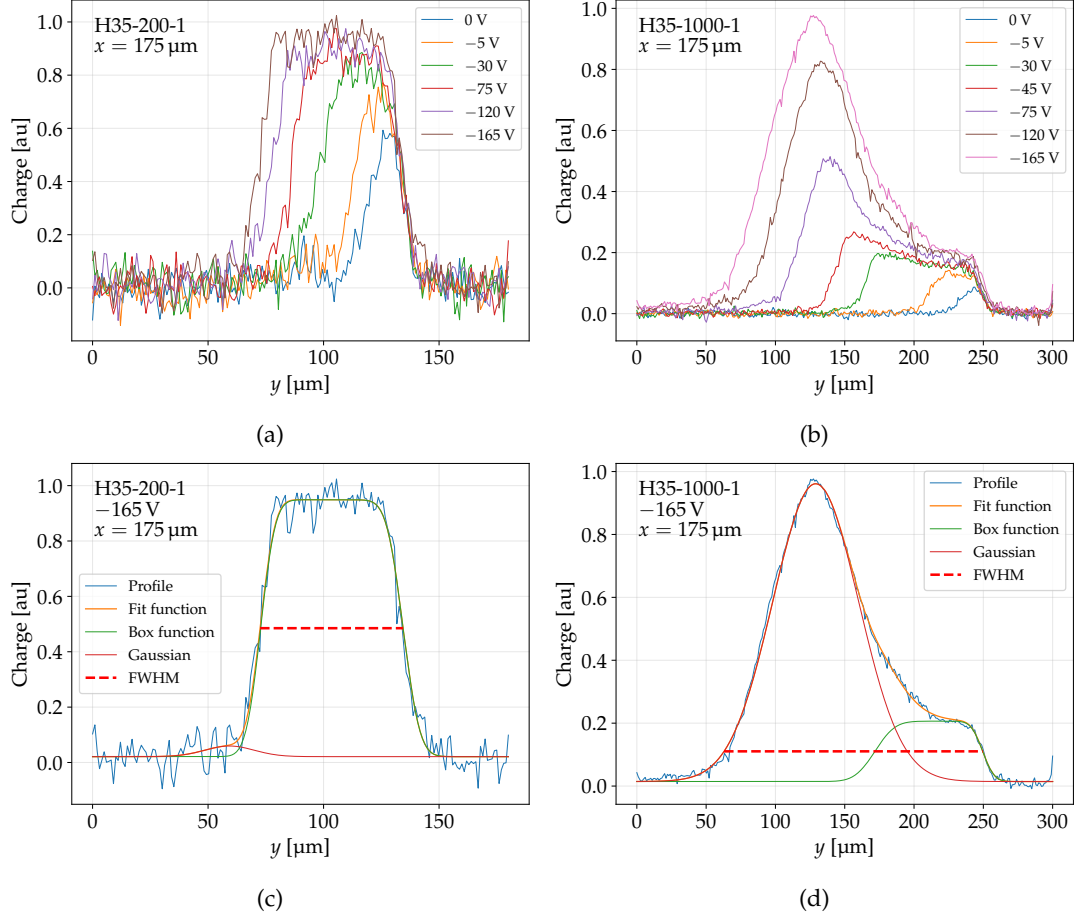 H35-200-1
x = 175 µm
0 V
−5 V
−30 V
−75 V
−120 V
−165 V
Charge [au]
1.0
0.8
0.6
0.4
0.2
0.0
0
50
100
150
y [µm]
(a)
H35-1000-1
x = 175 µm
0 V
−5 V
−30 V
−45 V
−75 V
−120 V
−165 V
Charge [au]
1.0
0.8
0.6
0.4
0.2
0.0
0
50
100
150
200
250
300
y [µm]
(b)
H35-200-1
−165 V
x = 175 µm
Profile
Fit function
Box function
Gaussian
FWHM
Charge [au]
1.0
0.8
0.6
0.4
0.2
0.0
0
50
100
150
y [µm]
(c)
H35-1000-1
−165 V
x = 175 µm
Profile
Fit function
Box function
Gaussian
FWHM
Charge [au]
1.0
0.8
0.6
0.4
0.2
0.0
0
50
100
150
200
250
300
y [µm]
(d)